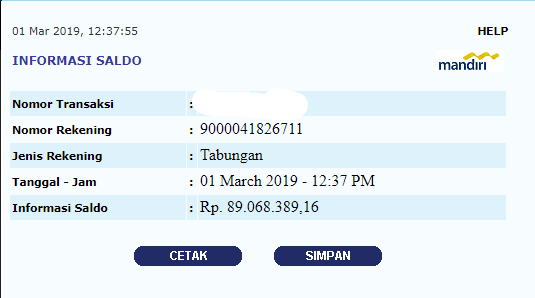 01 Mar 2019, 12:37:55 HELP
INFORMASI SALDO mandiri
Nomor Transaksi :
Nomor Rekening : 9000041826711
Jenis Rekening : Tabungan
Tanggal - Jam : 01 March 2019 - 12:37 PM
Informasi Saldo : Rp. 89.068.389,16
CETAK SIMPAN